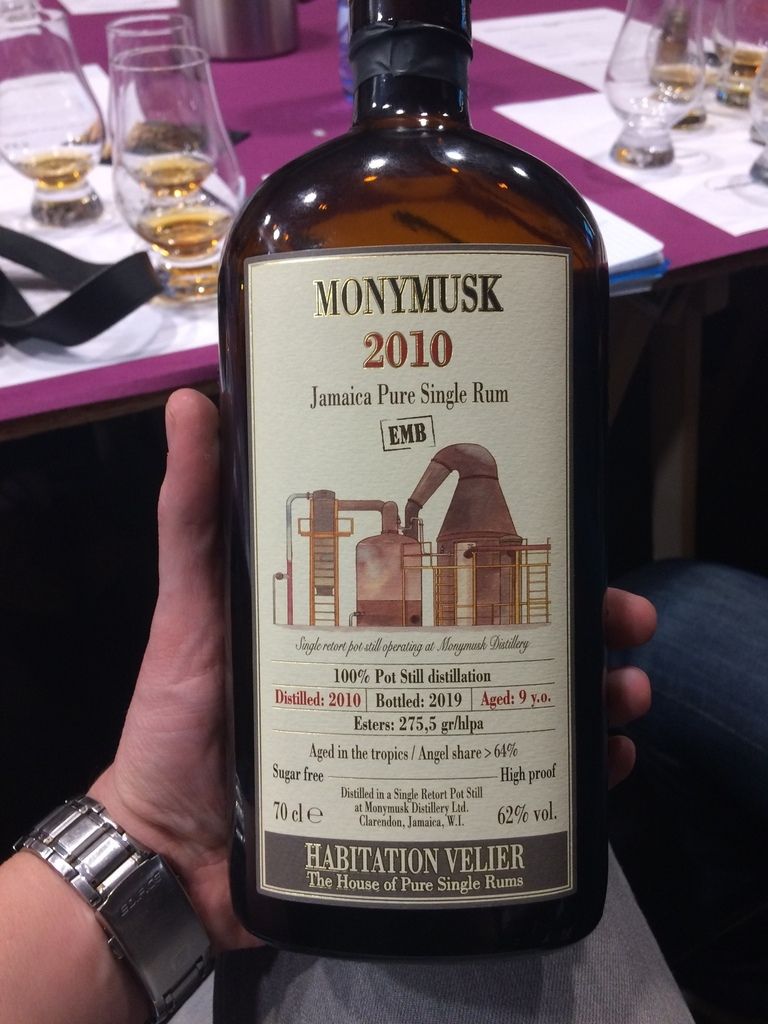 MONYMUSK
2010
Jamaica Pure Single Rum
EMB
Single retort pot still operating at Monymusk Distillery
100% Pot Still distillation
Distilled: 2010 Bottled: 2019 Aged: 9 y.o.
Esters: 275,5 gr/hlpa
Aged in the tropics / Angel share > 64%
Sugar free High proof
Distilled in a Single Retort Pot Still
at Monymusk Distillery Ltd.
Clarendon, Jamaica, W.I.
70 cl ℮ 62% vol.
HABITATION VELIER
The House of Pure Single Rums